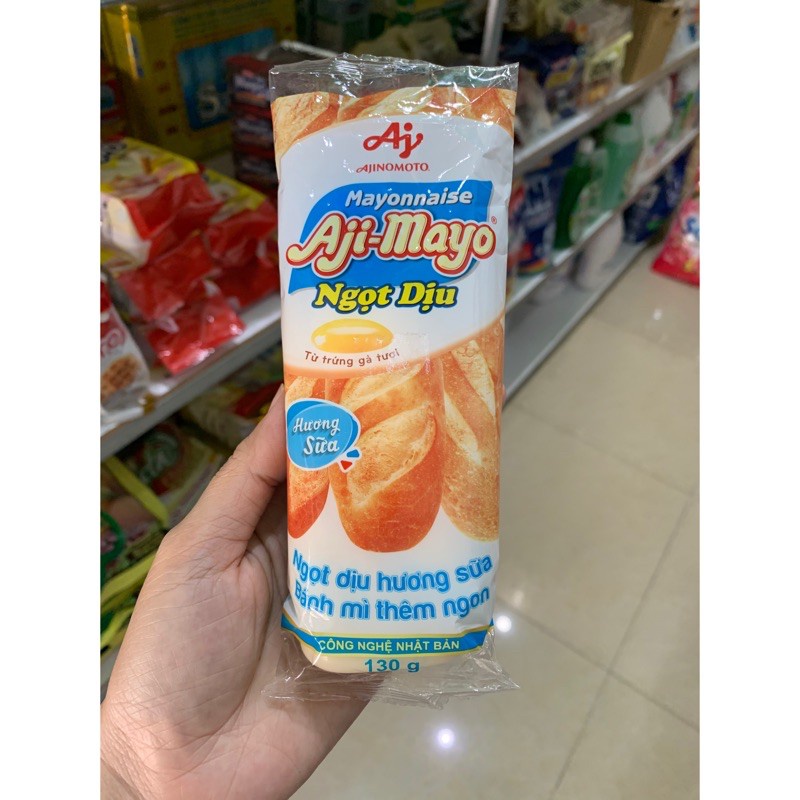 Aj
AJINOMOTO
Mayonnaise
Aji-Mayo®
Ngọt Dịu
Từ trứng gà tươi
Hương
Sữa
Ngọt dịu hương sữa
Bánh mì thêm ngon
CÔNG NGHỆ NHẬT BẢN
130 g